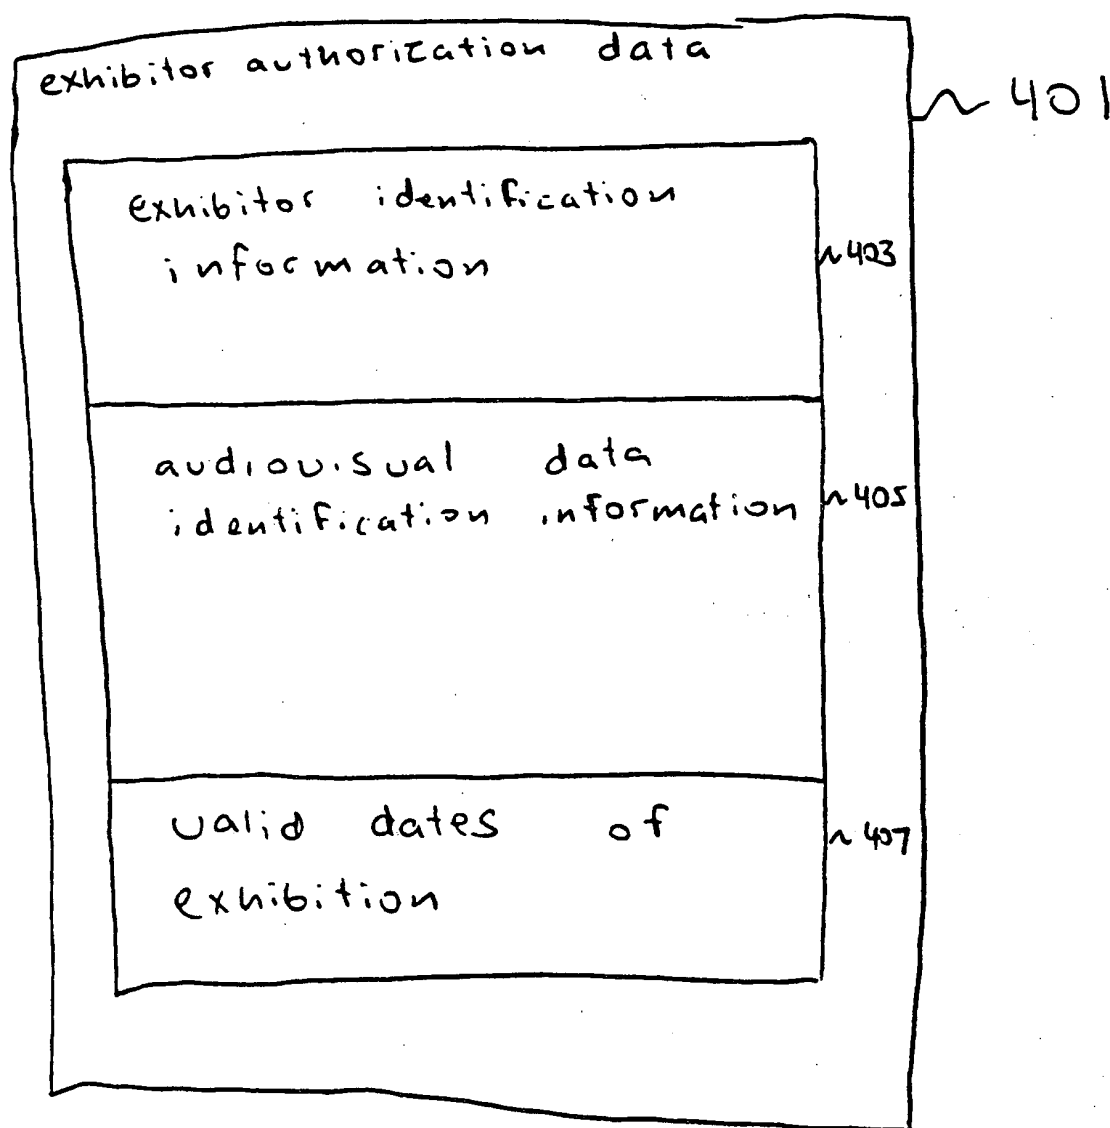 exhibitor authorization data
~ 401
exhibitor identification
information
~403
audiovisual data
identification information
~405
valid dates of
exhibition
~407